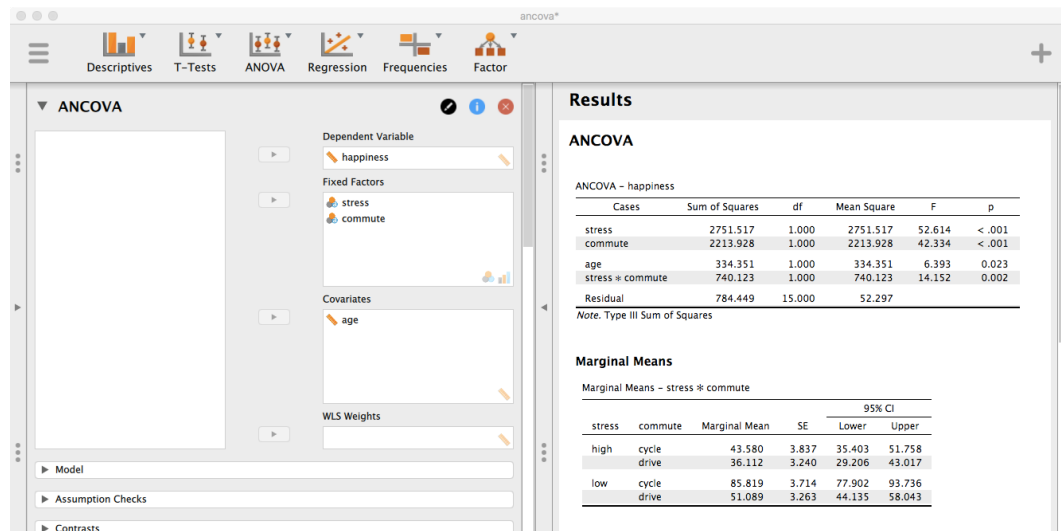 ancova*
Descriptives T-Tests ANOVA Regression Frequencies Factor
ANCOVA
Dependent Variable
happiness
Fixed Factors
stress
commute
Covariates
age
WLS Weights
Model
Assumption Checks
Contrasts
Results
ANCOVA
ANCOVA – happiness
Cases Sum of Squares df Mean Square F p
stress 2751.517 1.000 2751.517 52.614 < .001
commute 2213.928 1.000 2213.928 42.334 < .001
age 334.351 1.000 334.351 6.393 0.023
stress ∗ commute 740.123 1.000 740.123 14.152 0.002
Residual 784.449 15.000 52.297
Note. Type III Sum of Squares
Marginal Means
Marginal Means – stress ∗ commute
95% CI
stress commute Marginal Mean SE Lower Upper
high cycle 43.580 3.837 35.403 51.758
drive 36.112 3.240 29.206 43.017
low cycle 85.819 3.714 77.902 93.736
drive 51.089 3.263 44.135 58.043